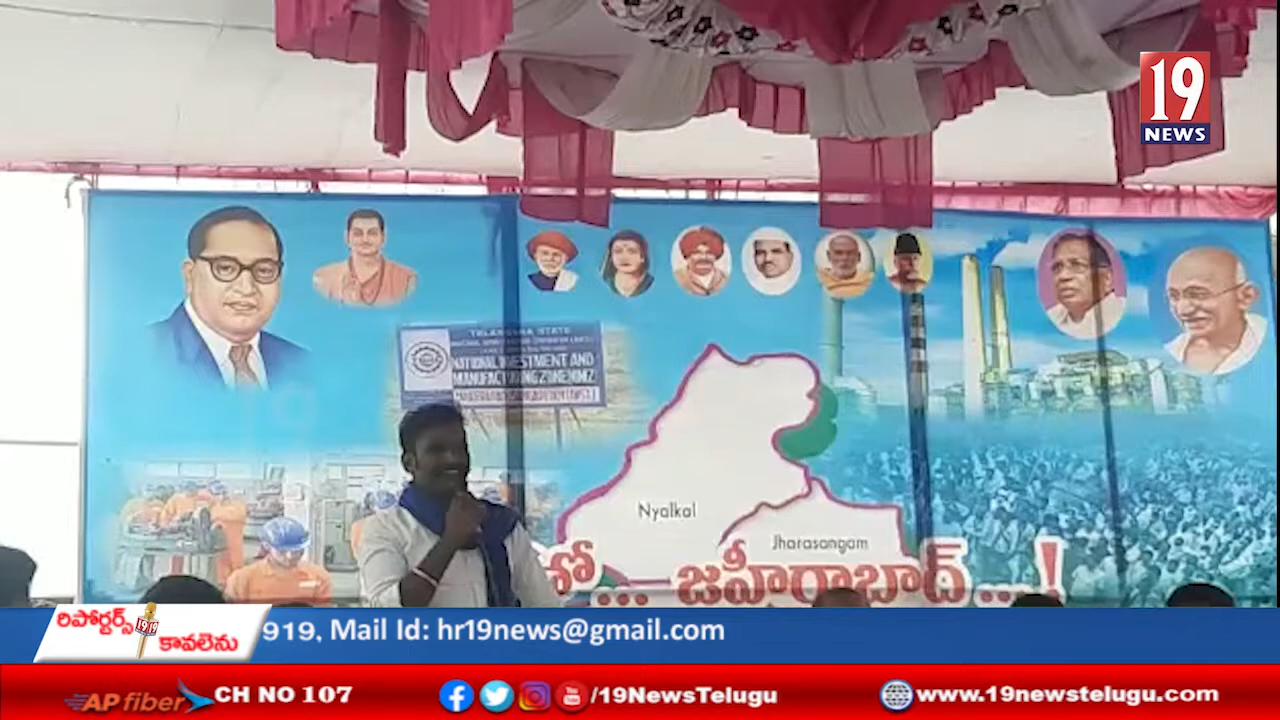 19
NEWS
TELANGANA STATE
NATIONAL INVESTMENT AND
MANUFACTURING ZONE (NIMZ)
Nyalkal
Jharasangam
జహీరాబాద్...!
రిపోర్టర్స్
కావలెను
1919
919, Mail Id: hr19news@gmail.com
AP fiber CH NO 107
/19NewsTelugu
www.19newstelugu.com